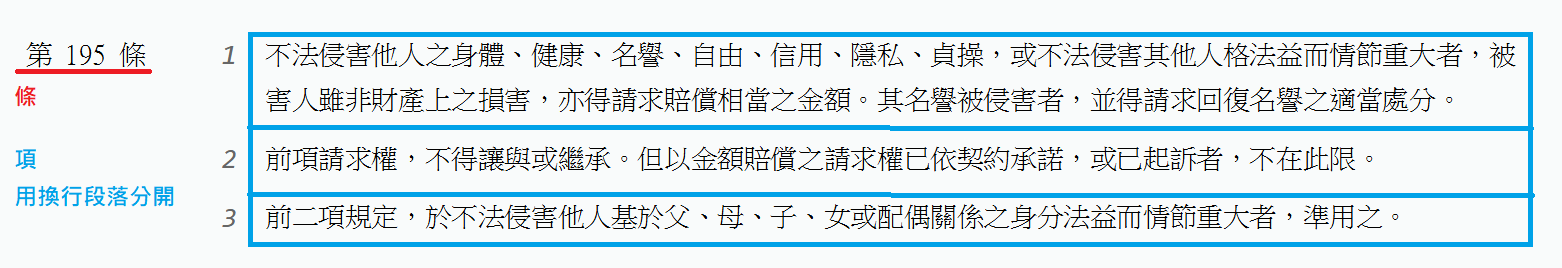 第 195 條
條
1 不法侵害他人之身體、健康、名譽、自由、信用、隱私、貞操，或不法侵害其他人格法益而情節重大者，被
害人雖非財產上之損害，亦得請求賠償相當之金額。其名譽被侵害者，並得請求回復名譽之適當處分。
項
用換行段落分開
2 前項請求權，不得讓與或繼承。但以金額賠償之請求權已依契約承諾，或已起訴者，不在此限。
3 前二項規定，於不法侵害他人基於父、母、子、女或配偶關係之身分法益而情節重大者，準用之。